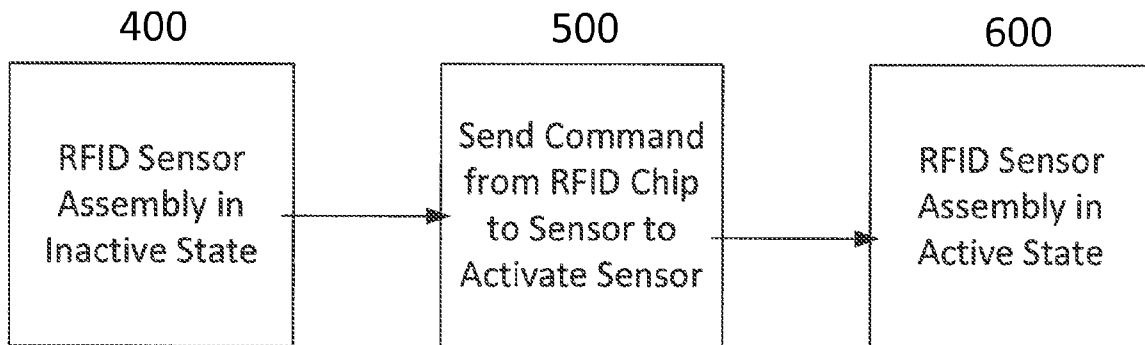 400
RFID Sensor
Assembly in
Inactive State
500
Send Command
from RFID Chip
to Sensor to
Activate Sensor
600
RFID Sensor
Assembly in
Active State